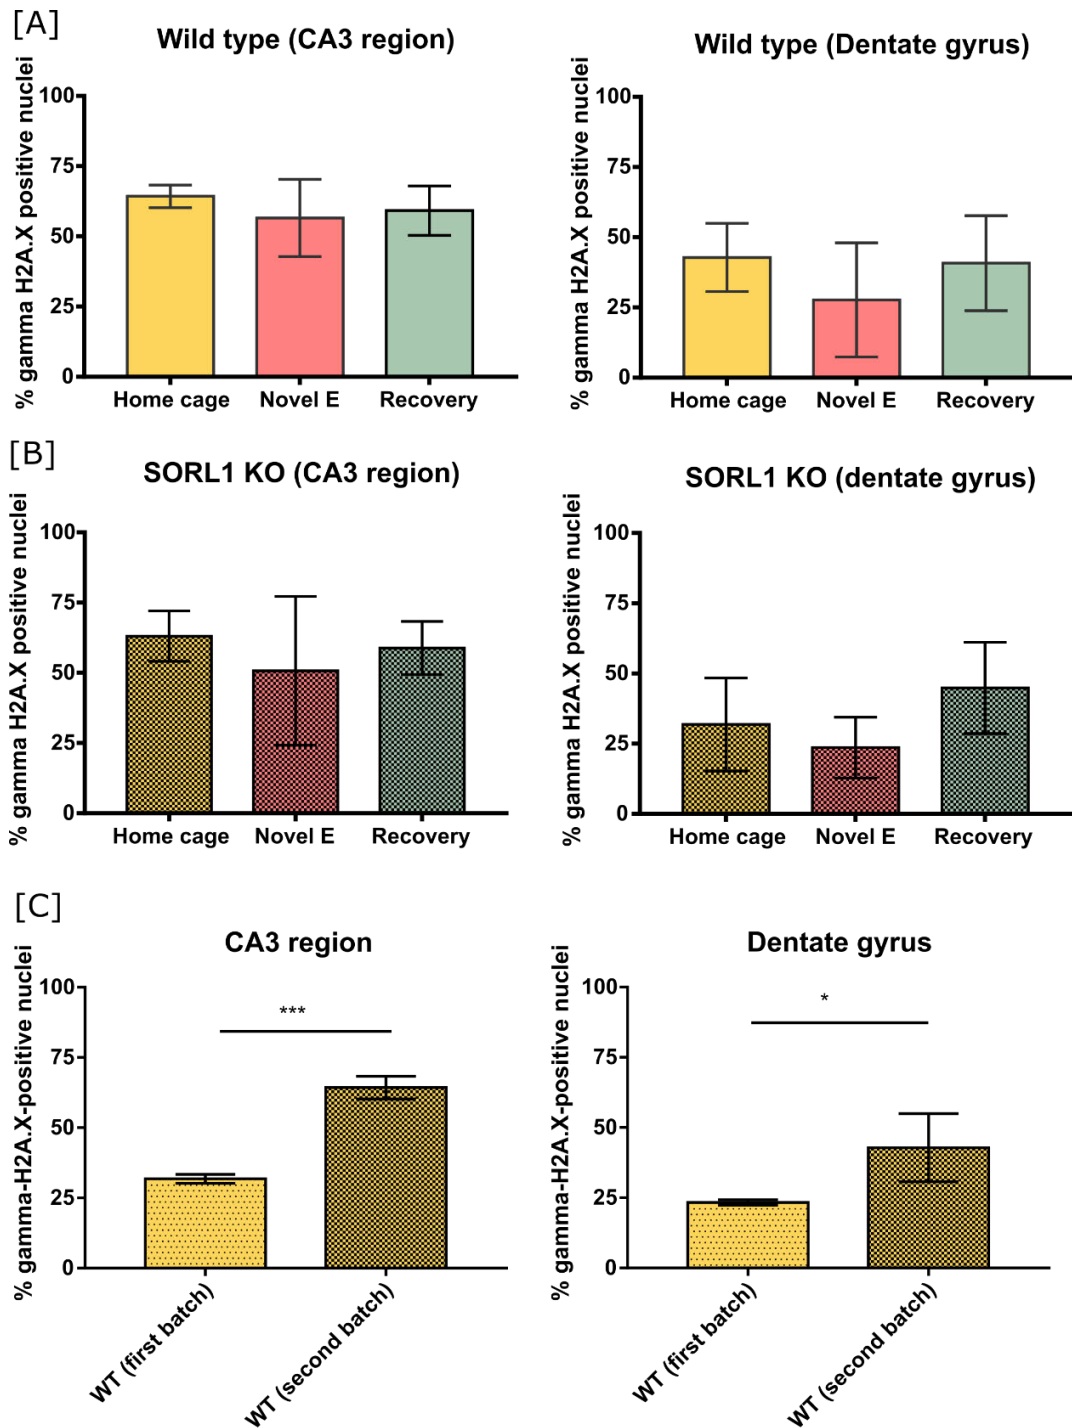 [A]
Wild type (CA3 region)
% gamma H2A.X positive nuclei
100
75
50
25
0
Home cage Novel E Recovery
Wild type (Dentate gyrus)
% gamma H2A.X positive nuclei
100
75
50
25
0
Home cage Novel E Recovery
[B]
SORL1 KO (CA3 region)
% gamma H2A.X positive nuclei
100
75
50
25
0
Home cage Novel E Recovery
SORL1 KO (dentate gyrus)
% gamma H2A.X positive nuclei
100
75
50
25
0
Home cage Novel E Recovery
[C]
CA3 region
% gamma-H2A.X-positive nuclei
100
75
50
25
0
***
WT (first batch)
WT (second batch)
Dentate gyrus
% gamma-H2A.X-positive nuclei
100
75
50
25
0
*
WT (first batch)
WT (second batch)